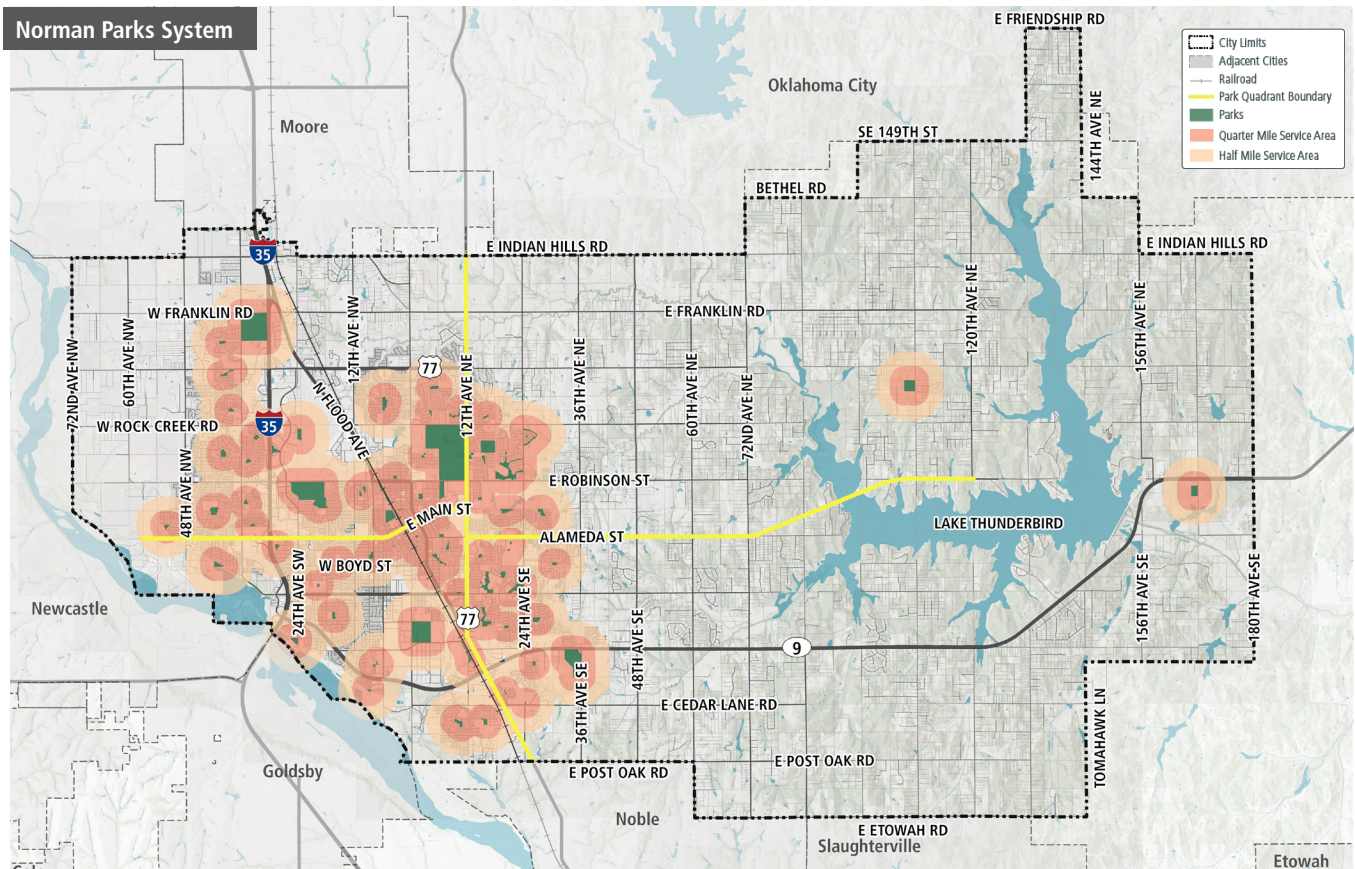 Norman Parks System
E FRIENDSHIP RD
City Limits
Adjacent Cities
Railroad
Park Quadrant Boundary
Parks
Quarter Mile Service Area
Half Mile Service Area
Oklahoma City
Moore
SE 149TH ST
144TH AVE NE
BETHEL RD
E INDIAN HILLS RD
E INDIAN HILLS RD
35
W FRANKLIN RD
E FRANKLIN RD
72ND AVE NW
60TH AVE NW
12TH AVE NW
77
12TH AVE NE
36TH AVE NE
60TH AVE NE
72ND AVE NE
120TH AVE NE
156TH AVE NE
N FLOOD AVE
35
W ROCK CREEK RD
48TH AVE NW
E ROBINSON ST
E MAIN ST
ALAMEDA ST
LAKE THUNDERBIRD
W BOYD ST
24TH AVE SW
24TH AVE SE
Newcastle
77
48TH AVE SE
9
156TH AVE SE
180TH AVE SE
36TH AVE SE
E CEDAR LANE RD
TOMAHAWK LN
Goldsby
E POST OAK RD
E POST OAK RD
Noble
E ETOWAH RD
Slaughterville
Etowah